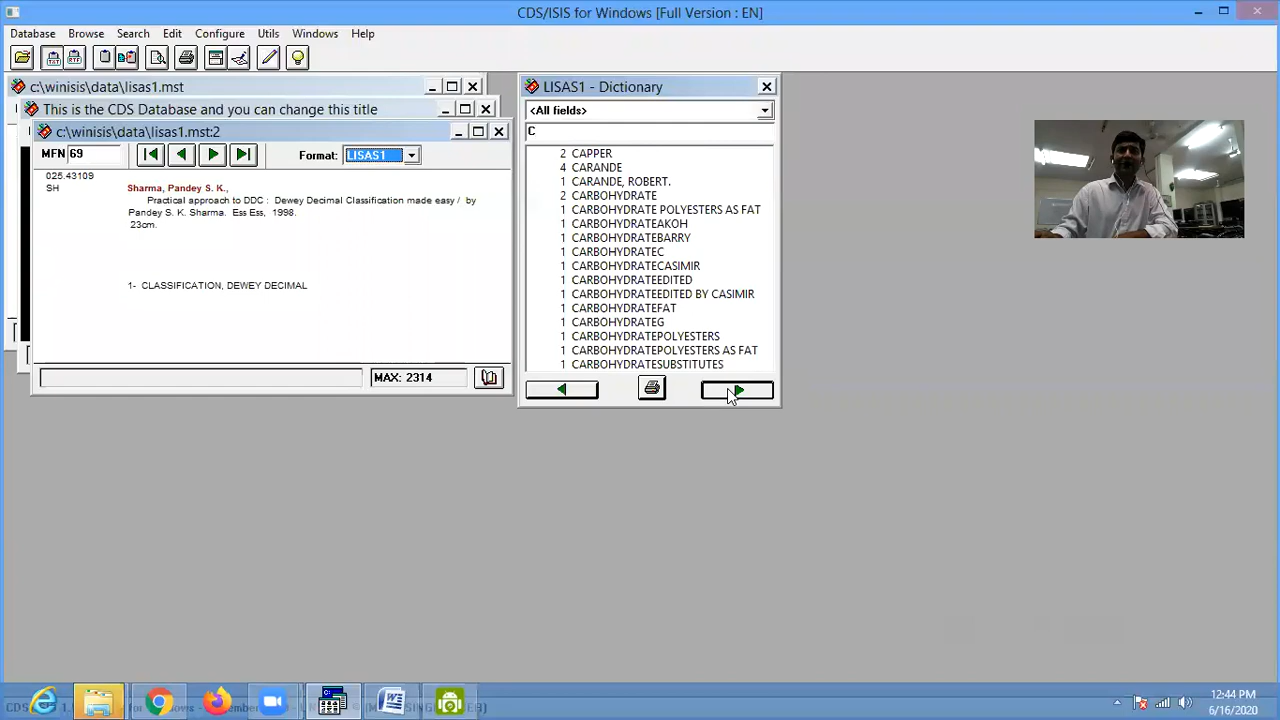 CDS/ISIS for Windows [Full Version : EN]
Database Browse Search Edit Configure Utils Windows Help
c:\winisis\data\lisas1.mst
This is the CDS Database and you can change this title
c:\winisis\data\lisas1.mst:2
MFN 69
Format: LISAS1
025.43109
SH
Sharma, Pandey S. K.,
Practical approach to DDC : Dewey Decimal Classification made easy / by
Pandey S. K. Sharma. Ess Ess, 1998.
23cm.
1- CLASSIFICATION, DEWEY DECIMAL
MAX: 2314
LISAS1 - Dictionary
<All fields>
C
2 CAPPER
4 CARANDE
1 CARANDE, ROBERT.
2 CARBOHYDRATE
1 CARBOHYDRATE POLYESTERS AS FAT
1 CARBOHYDRATEAKOH
1 CARBOHYDRATEBARRY
1 CARBOHYDRATEC
1 CARBOHYDRATECASIMIR
1 CARBOHYDRATEEDITED
1 CARBOHYDRATEEDITED BY CASIMIR
1 CARBOHYDRATEFAT
1 CARBOHYDRATEG
1 CARBOHYDRATEPOLYESTERS
1 CARBOHYDRATEPOLYESTERS AS FAT
1 CARBOHYDRATESUBSTITUTES
12:44 PM
6/16/2020